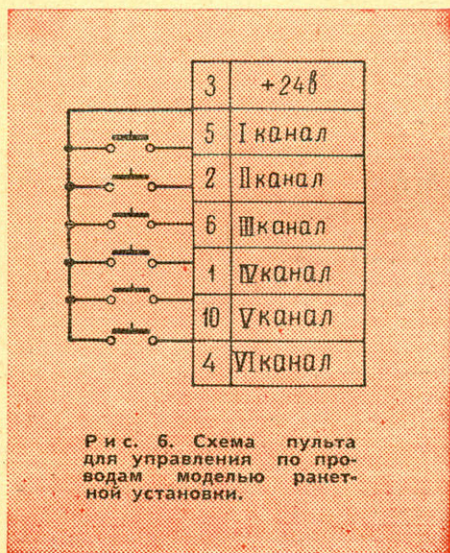 3 +24в
5 I канал
2 II канал
6 III канал
1 IV канал
10 V канал
4 VI канал
Рис. 6. Схема пульта
для управления по про-
водам моделью ракет-
ной установки.